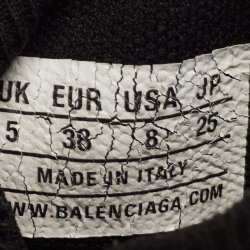 UK EUR USA JP
5 38 8 25
MADE IN ITALY
WWW.BALENCIAGA.COM